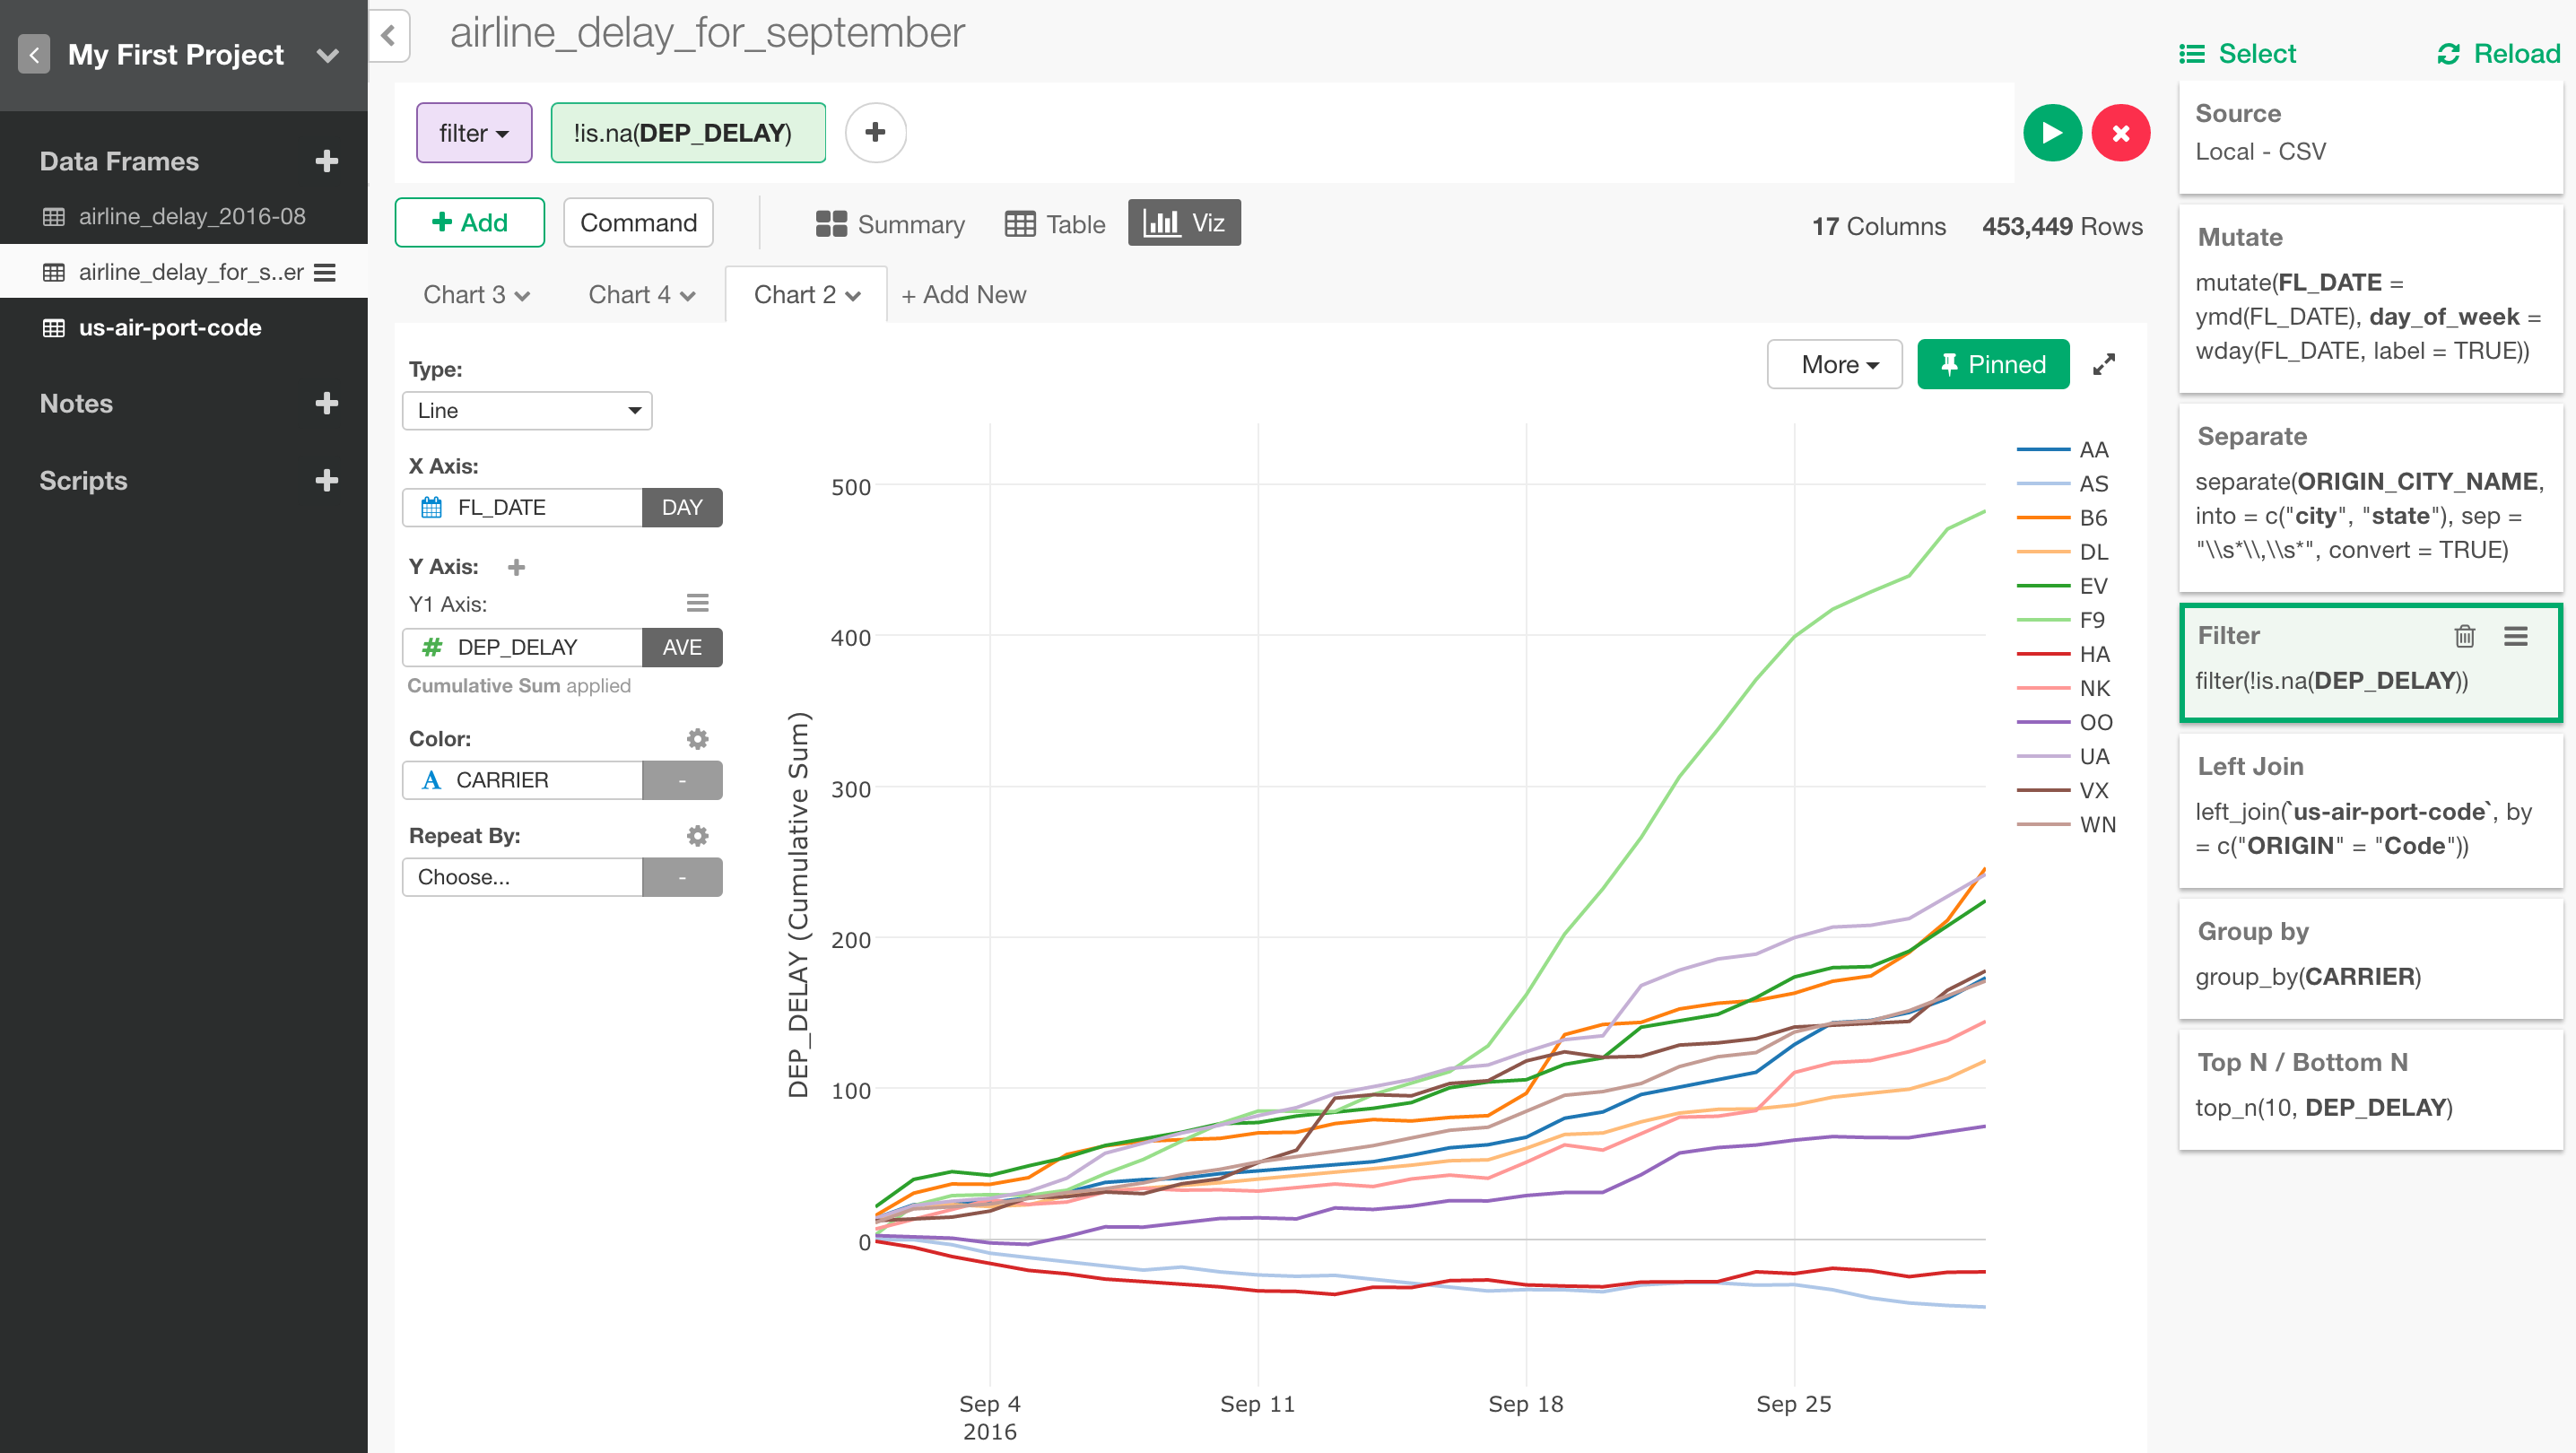 My First Project
Data Frames
airline_delay_2016-08
airline_delay_for_s..er
us-air-port-code
Notes
Scripts
airline_delay_for_september
filter
!is.na(DEP_DELAY)
Add
Command
Summary
Table
Viz
17 Columns
453,449 Rows
Chart 3
Chart 4
Chart 2
+ Add New
More
Pinned
Type:
Line
X Axis:
FL_DATE
DAY
Y Axis:
Y1 Axis:
# DEP_DELAY
AVE
Cumulative Sum applied
Color:
A CARRIER
-
Repeat By:
Choose...
-
DEP_DELAY (Cumulative Sum)
500
400
300
200
100
0
Sep 4
2016
Sep 11
Sep 18
Sep 25
AA
AS
B6
DL
EV
F9
HA
NK
OO
UA
VX
WN
Select
Reload
Source
Local - CSV
Mutate
mutate(FL_DATE =
ymd(FL_DATE), day_of_week =
wday(FL_DATE, label = TRUE))
Separate
separate(ORIGIN_CITY_NAME,
into = c("city", "state"), sep =
"\\s*\\,\\s*", convert = TRUE)
Filter
filter(!is.na(DEP_DELAY))
Left Join
left_join(`us-air-port-code`, by
= c("ORIGIN" = "Code"))
Group by
group_by(CARRIER)
Top N / Bottom N
top_n(10, DEP_DELAY)